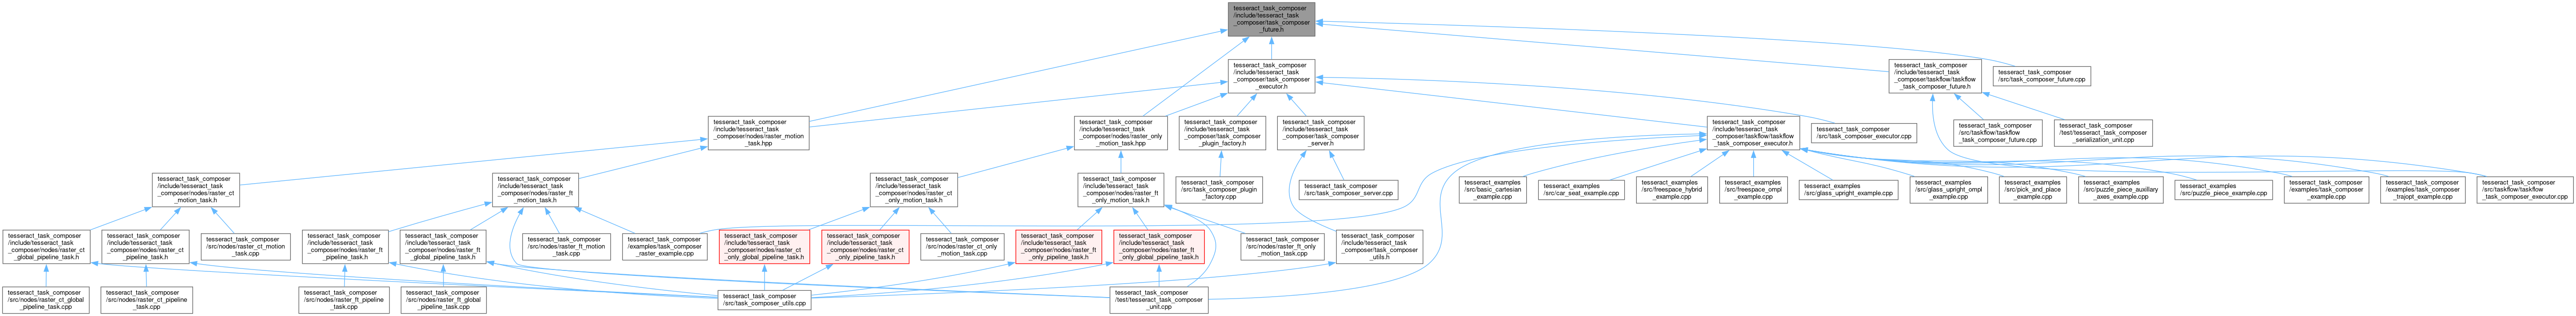 tesseract_task_composer
/include/tesseract_task
_composer/task_composer
_future.h
tesseract_task_composer
/include/tesseract_task
_composer/task_composer
_executor.h
tesseract_task_composer
/include/tesseract_task
_composer/taskflow/taskflow
_task_composer_future.h
tesseract_task_composer
/src/task_composer_future.cpp
tesseract_task_composer
/include/tesseract_task
_composer/nodes/raster_motion
_task.hpp
tesseract_task_composer
/include/tesseract_task
_composer/nodes/raster_only
_motion_task.hpp
tesseract_task_composer
/include/tesseract_task
_composer/task_composer
_plugin_factory.h
tesseract_task_composer
/include/tesseract_task
_composer/task_composer
_server.h
tesseract_task_composer
/include/tesseract_task
_composer/taskflow/taskflow
_task_composer_executor.h
tesseract_task_composer
/src/task_composer_executor.cpp
tesseract_task_composer
/src/taskflow/taskflow
_task_composer_future.cpp
tesseract_task_composer
/test/tesseract_task_composer
_serialization_unit.cpp
tesseract_task_composer
/include/tesseract_task
_composer/nodes/raster_ct
_motion_task.h
tesseract_task_composer
/include/tesseract_task
_composer/nodes/raster_ft
_motion_task.h
tesseract_task_composer
/include/tesseract_task
_composer/nodes/raster_ct
_only_motion_task.h
tesseract_task_composer
/include/tesseract_task
_composer/nodes/raster_ft
_only_motion_task.h
tesseract_task_composer
/src/task_composer_plugin
_factory.cpp
tesseract_task_composer
/src/task_composer_server.cpp
tesseract_examples
/src/basic_cartesian
_example.cpp
tesseract_examples
/src/car_seat_example.cpp
tesseract_examples
/src/freespace_hybrid
_example.cpp
tesseract_examples
/src/freespace_ompl
_example.cpp
tesseract_examples
/src/glass_upright_example.cpp
tesseract_examples
/src/glass_upright_ompl
_example.cpp
tesseract_examples
/src/pick_and_place
_example.cpp
tesseract_examples
/src/puzzle_piece_auxillary
_axes_example.cpp
tesseract_examples
/src/puzzle_piece_example.cpp
tesseract_task_composer
/examples/task_composer
_example.cpp
tesseract_task_composer
/examples/task_composer
_trajopt_example.cpp
tesseract_task_composer
/src/taskflow/taskflow
_task_composer_executor.cpp
tesseract_task_composer
/include/tesseract_task
_composer/nodes/raster_ct
_global_pipeline_task.h
tesseract_task_composer
/include/tesseract_task
_composer/nodes/raster_ct
_pipeline_task.h
tesseract_task_composer
/src/nodes/raster_ct_motion
_task.cpp
tesseract_task_composer
/include/tesseract_task
_composer/nodes/raster_ft
_pipeline_task.h
tesseract_task_composer
/include/tesseract_task
_composer/nodes/raster_ft
_global_pipeline_task.h
tesseract_task_composer
/src/nodes/raster_ft_motion
_task.cpp
tesseract_task_composer
/examples/task_composer
_raster_example.cpp
tesseract_task_composer
/include/tesseract_task
_composer/nodes/raster_ct
_only_global_pipeline_task.h
tesseract_task_composer
/include/tesseract_task
_composer/nodes/raster_ct
_only_pipeline_task.h
tesseract_task_composer
/src/nodes/raster_ct_only
_motion_task.cpp
tesseract_task_composer
/include/tesseract_task
_composer/nodes/raster_ft
_only_pipeline_task.h
tesseract_task_composer
/include/tesseract_task
_composer/nodes/raster_ft
_only_global_pipeline_task.h
tesseract_task_composer
/src/nodes/raster_ft_only
_motion_task.cpp
tesseract_task_composer
/include/tesseract_task
_composer/task_composer
_utils.h
tesseract_task_composer
/src/nodes/raster_ct_global
_pipeline_task.cpp
tesseract_task_composer
/src/nodes/raster_ct_pipeline
_task.cpp
tesseract_task_composer
/src/nodes/raster_ft_pipeline
_task.cpp
tesseract_task_composer
/src/nodes/raster_ft_global
_pipeline_task.cpp
tesseract_task_composer
/src/task_composer_utils.cpp
tesseract_task_composer
/test/tesseract_task_composer
_unit.cpp